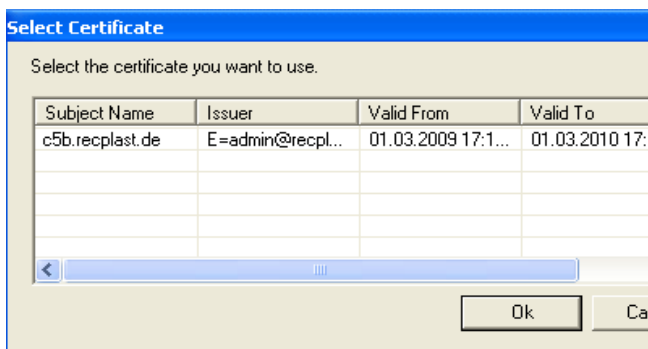 Select Certificate
Select the certificate you want to use.
Subject Name Issuer Valid From Valid To
c5b.recplast.de E=admin@recpl... 01.03.2009 17:1... 01.03.2010 17:
Ok Ca